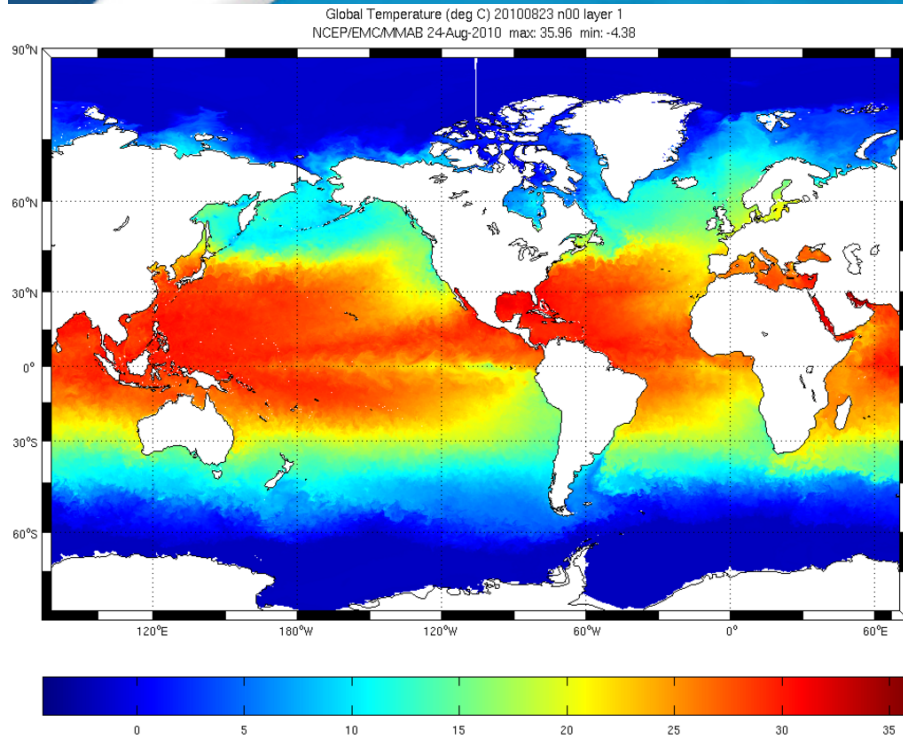 Global Temperature (deg C) 20100823 n00 layer 1
NCEP/EMC/MMAB 24-Aug-2010 max: 35.96 min: -4.38
90°N
60°N
30°N
0°
30°S
60°S
120°E 180°W 120°W 60°W 0° 60°E
0 5 10 15 20 25 30 35